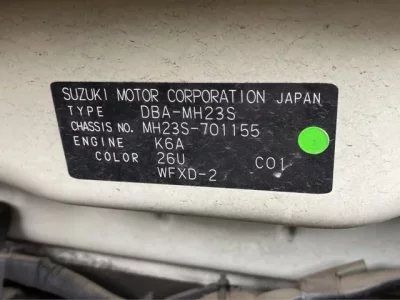 SUZUKI MOTOR CORPORATION JAPAN
TYPE DBA-MH23S
CHASSIS NO. MH23S-701155
ENGINE K6A
COLOR 26U C01
WFXD-2